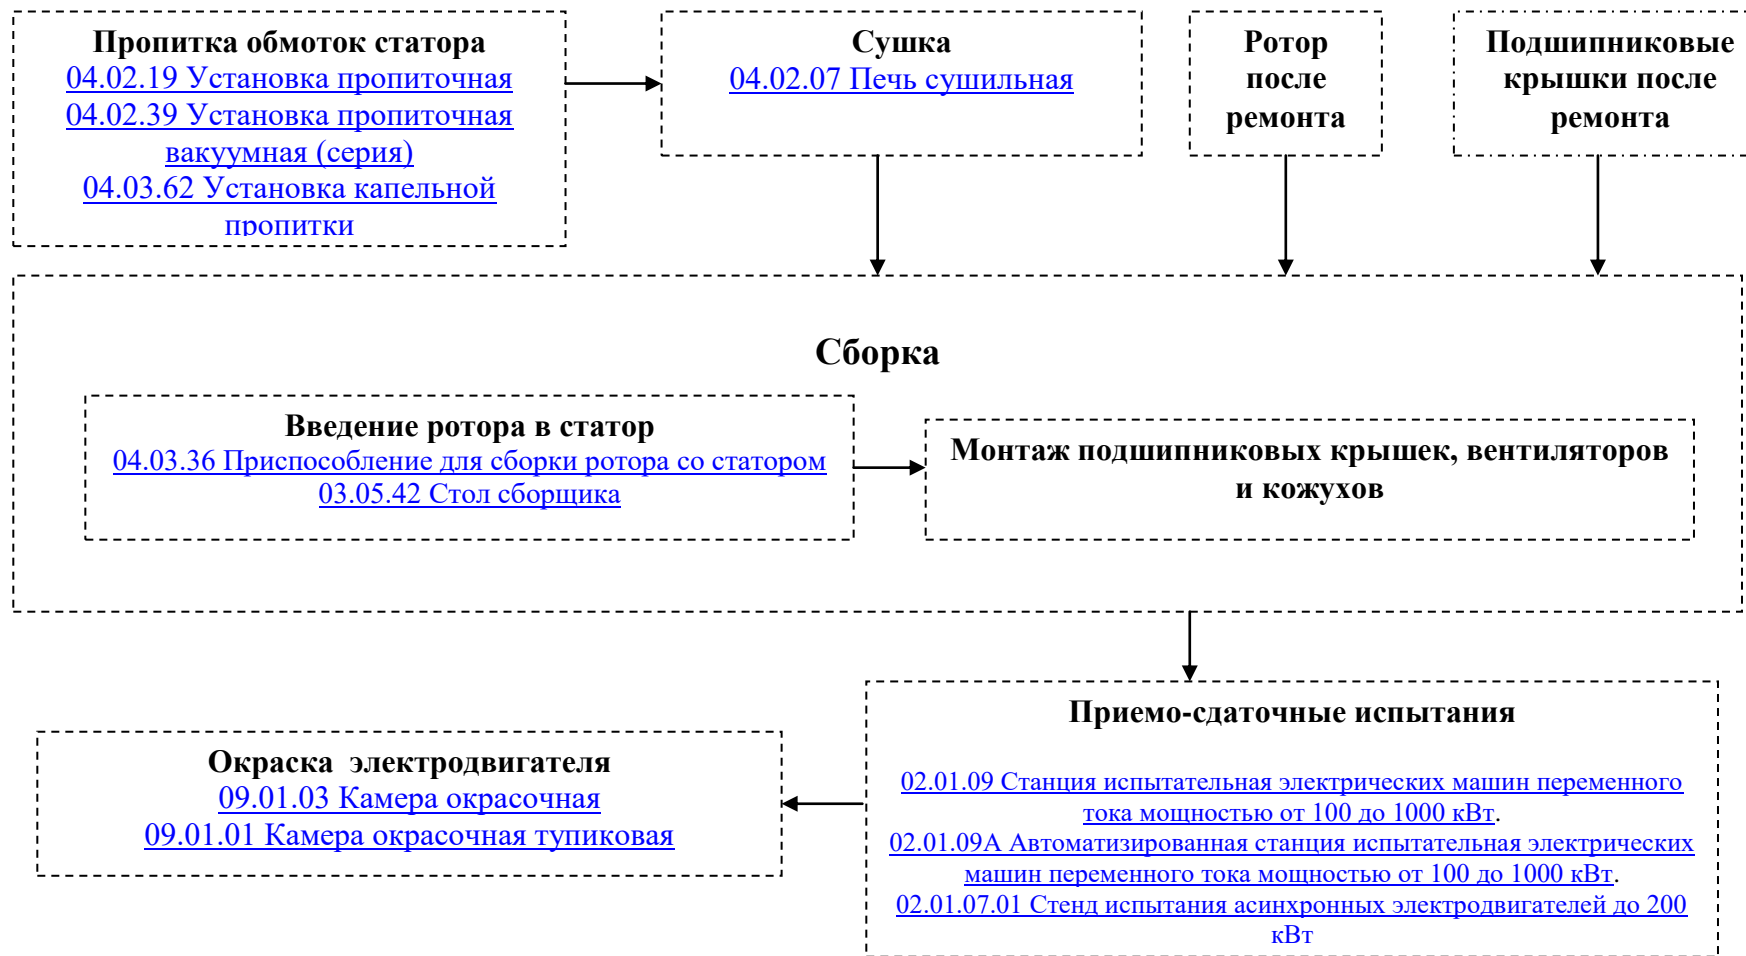 Пропитка обмоток статора
04.02.19 Установка пропиточная
04.02.39 Установка пропиточная
вакуумная (серия)
04.03.62 Установка капельной
пропитки
Сушка
04.02.07 Печь сушильная
Ротор
после
ремонта
Подшипниковые
крышки после
ремонта
Сборка
Введение ротора в статор
04.03.36 Приспособление для сборки ротора со статором
03.05.42 Стол сборщика
Монтаж подшипниковых крышек, вентиляторов
и кожухов
Приемо-сдаточные испытания
02.01.09 Станция испытательная электрических машин переменного
тока мощностью от 100 до 1000 кВт.
02.01.09А Автоматизированная станция испытательная электрических
машин переменного тока мощностью от 100 до 1000 кВт.
02.01.07.01 Стенд испытания асинхронных электродвигателей до 200
кВт
Окраска электродвигателя
09.01.03 Камера окрасочная
09.01.01 Камера окрасочная тупиковая